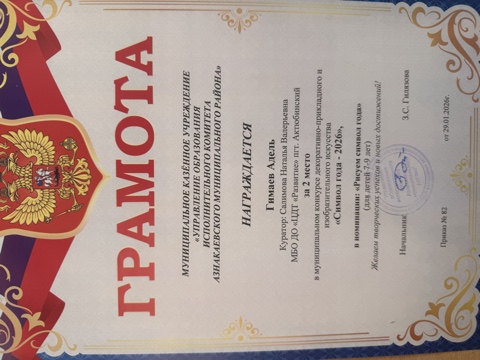 ГРАМОТА
МУНИЦИПАЛЬНОЕ КАЗЁННОЕ УЧРЕЖДЕНИЕ
«УПРАВЛЕНИЕ ОБРАЗОВАНИЯ
ИСПОЛНИТЕЛЬНОГО КОМИТЕТА
АЗНАКАЕВСКОГО МУНИЦИПАЛЬНОГО РАЙОНА»
НАГРАЖДАЕТСЯ
Гимаев Адель
Куратор: Салимова Наталья Валерьевна
МБО ДО «ЦДТ «Развитие» пгт. Актюбинский
за 2 место
в муниципальном конкурсе декоративно-прикладного и
изобразительного искусства
«Символ года - 2026»,
в номинации: «Рисуем символ года»
(для детей 7-9 лет)
Желаем творческих успехов и новых достижений!
Начальник З.С. Гилязова
Приказ № 82 от 29.01.2026г.